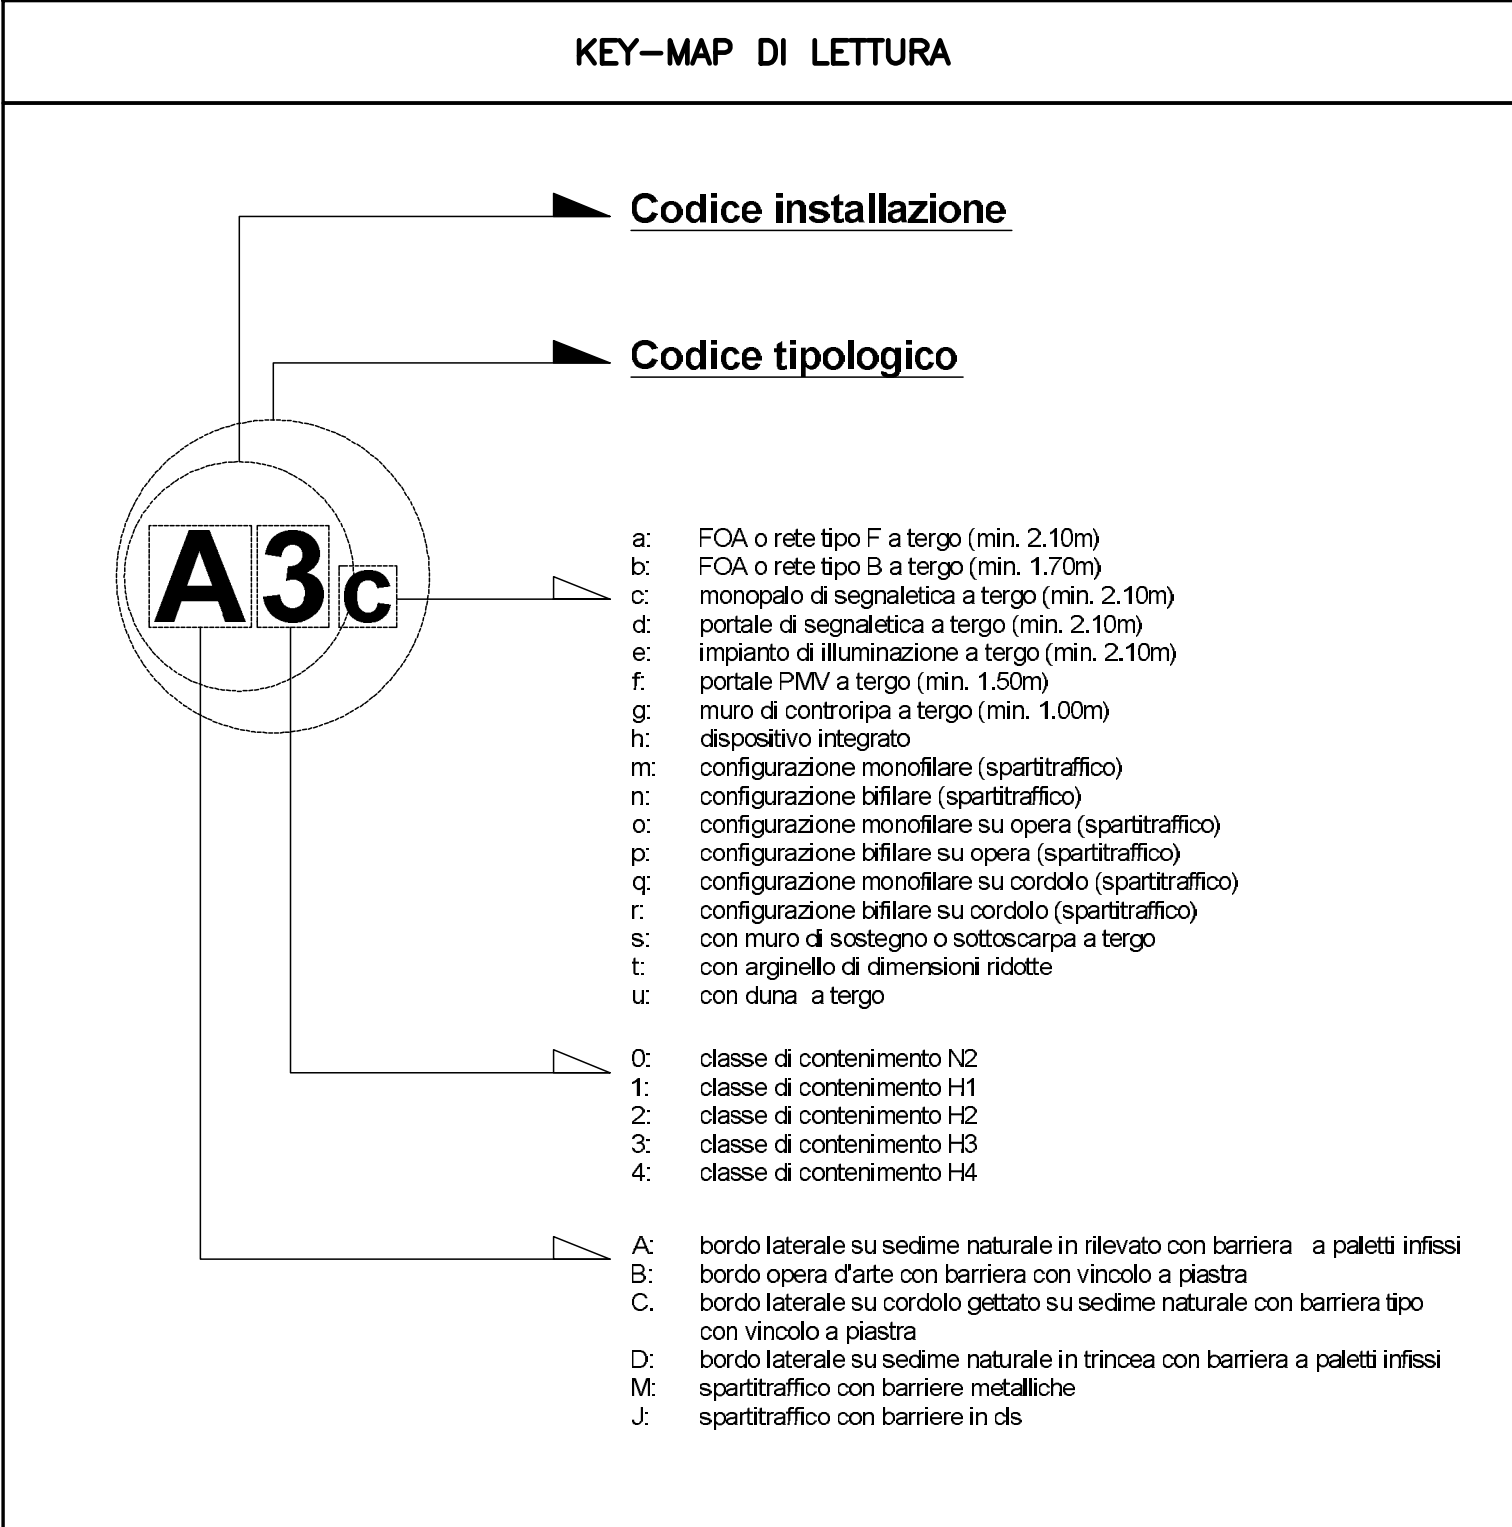 KEY-MAP DI LETTURA
Codice installazione
Codice tipologico
A3c
a: FOA o rete tipo F a tergo (min. 2.10m)
b: FOA o rete tipo B a tergo (min. 1.70m)
c: monopalo di segnaletica a tergo (min. 2.10m)
d: portale di segnaletica a tergo (min. 2.10m)
e: impianto di illuminazione a tergo (min. 2.10m)
f: portale PMV a tergo (min. 1.50m)
g: muro di controripa a tergo (min. 1.00m)
h: dispositivo integrato
m: configurazione monofilare (spartitraffico)
n: configurazione bifilare (spartitraffico)
o: configurazione monofilare su opera (spartitraffico)
p: configurazione bifilare su opera (spartitraffico)
q: configurazione monofilare su cordolo (spartitraffico)
r: configurazione bifilare su cordolo (spartitraffico)
s: con muro di sostegno o sottoscarpa a tergo
t: con arginello di dimensioni ridotte
u: con duna a tergo
0: classe di contenimento N2
1: classe di contenimento H1
2: classe di contenimento H2
3: classe di contenimento H3
4: classe di contenimento H4
A: bordo laterale su sedime naturale in rilevato con barriera a paletti infissi
B: bordo opera d'arte con barriera con vincolo a piastra
C. bordo laterale su cordolo gettato su sedime naturale con barriera tipo
con vincolo a piastra
D: bordo laterale su sedime naturale in trincea con barriera a paletti infissi
M: spartitraffico con barriere metalliche
J: spartitraffico con barriere in cls